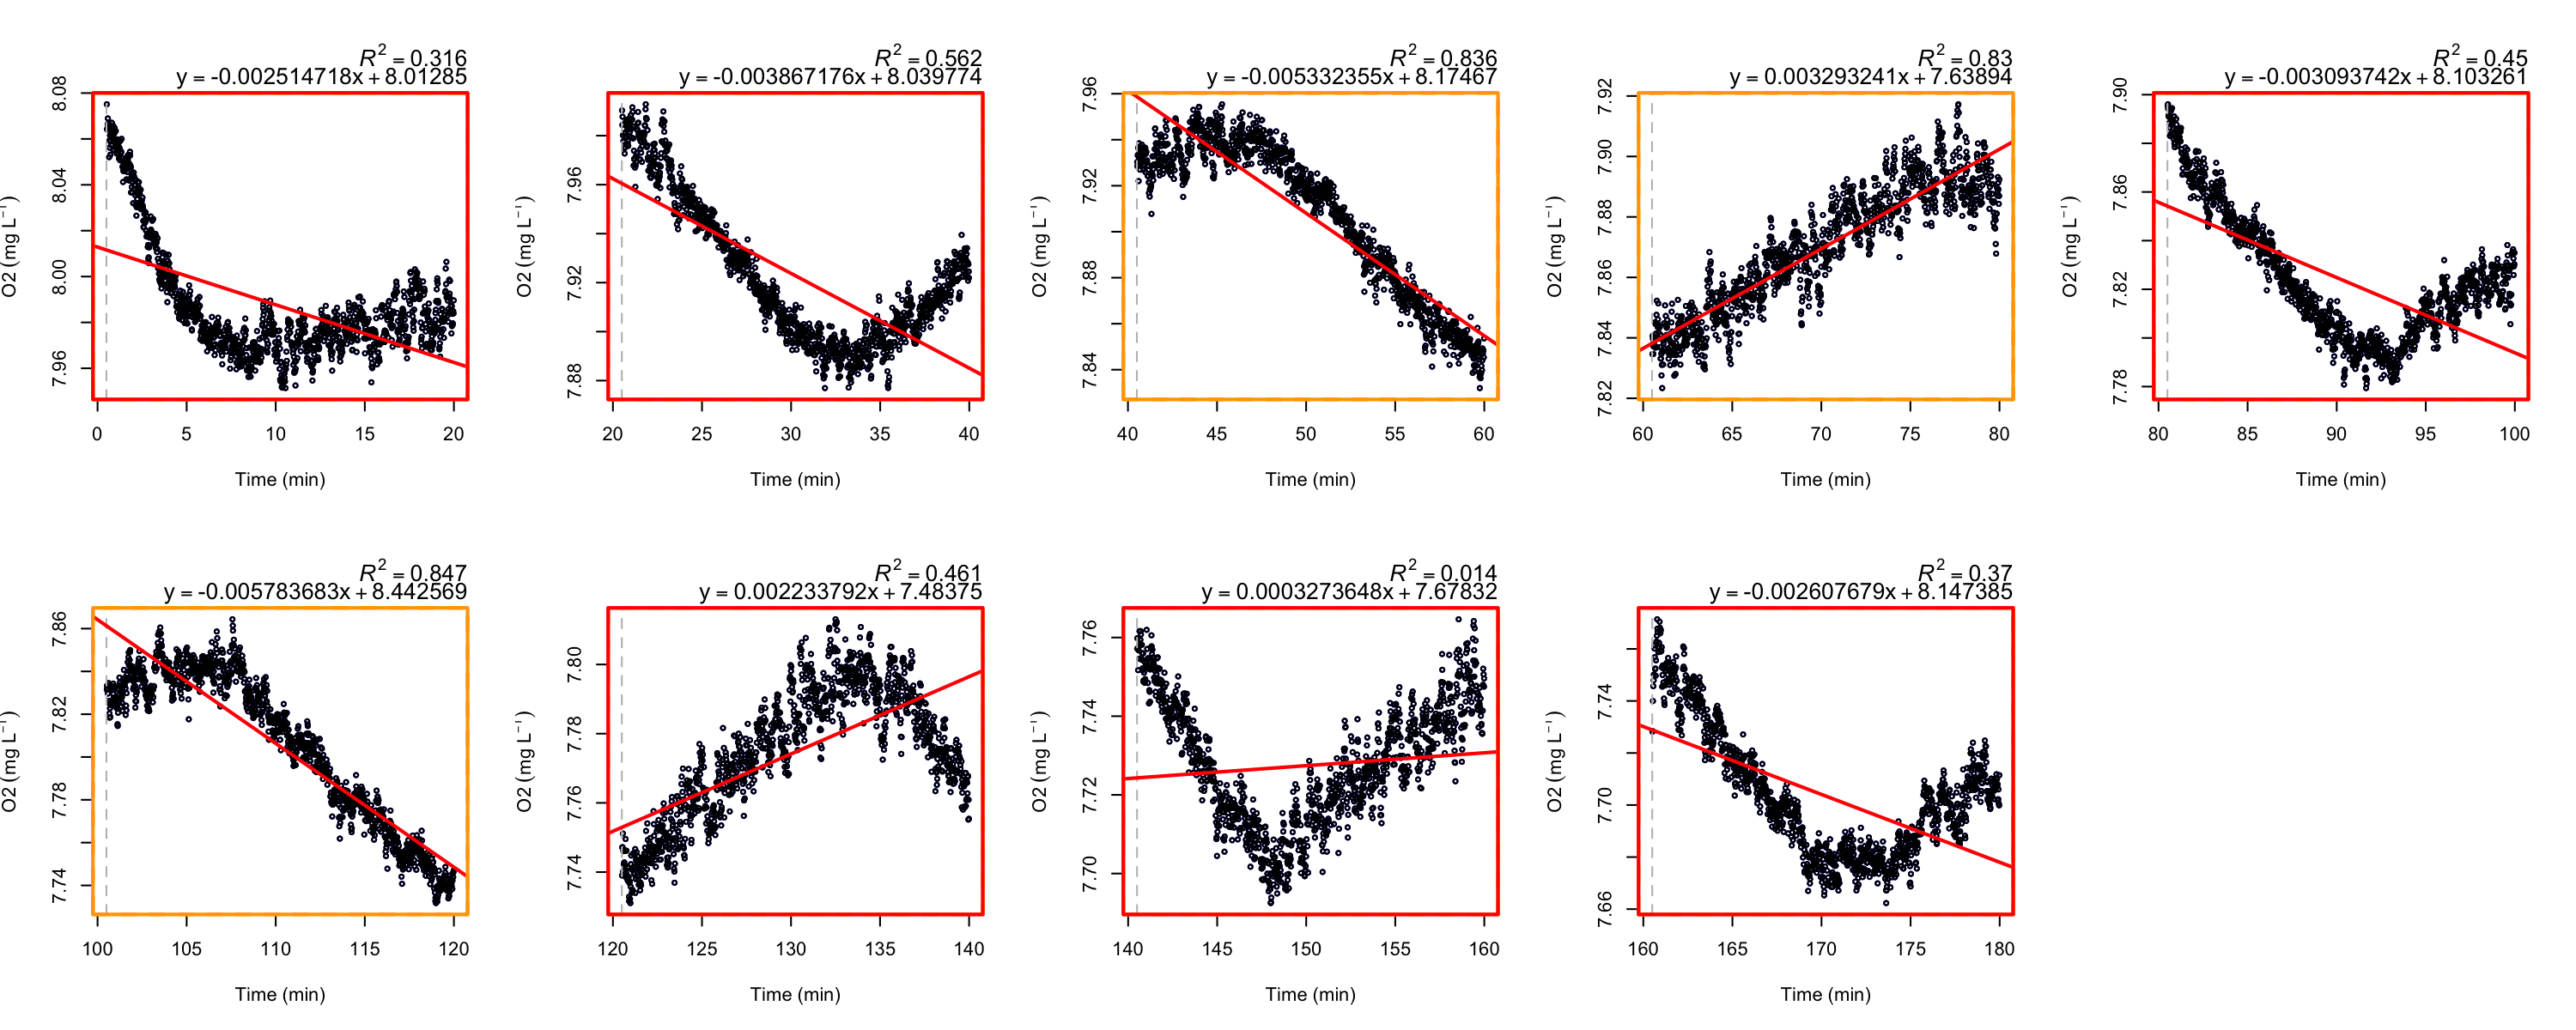 R² = 0.316
y = -0.002514718x + 8.01285
O2 (mg L⁻¹)
8.08
8.04
8.00
7.96
0 5 10 15 20
Time (min)
R² = 0.562
y = -0.003867176x + 8.039774
O2 (mg L⁻¹)
7.96
7.92
7.88
20 25 30 35 40
Time (min)
R² = 0.836
y = -0.005332355x + 8.17467
O2 (mg L⁻¹)
7.96
7.92
7.88
7.84
40 45 50 55 60
Time (min)
R² = 0.83
y = 0.003293241x + 7.63894
O2 (mg L⁻¹)
7.92
7.90
7.88
7.86
7.84
7.82
60 65 70 75 80
Time (min)
R² = 0.45
y = -0.003093742x + 8.103261
O2 (mg L⁻¹)
7.90
7.86
7.82
7.78
80 85 90 95 100
Time (min)
R² = 0.847
y = -0.005783683x + 8.442569
O2 (mg L⁻¹)
7.86
7.82
7.78
7.74
100 105 110 115 120
Time (min)
R² = 0.461
y = 0.002233792x + 7.48375
O2 (mg L⁻¹)
7.80
7.78
7.76
7.74
120 125 130 135 140
Time (min)
R² = 0.014
y = 0.0003273648x + 7.67832
O2 (mg L⁻¹)
7.76
7.74
7.72
7.70
140 145 150 155 160
Time (min)
R² = 0.37
y = -0.002607679x + 8.147385
O2 (mg L⁻¹)
7.74
7.70
7.66
160 165 170 175 180
Time (min)